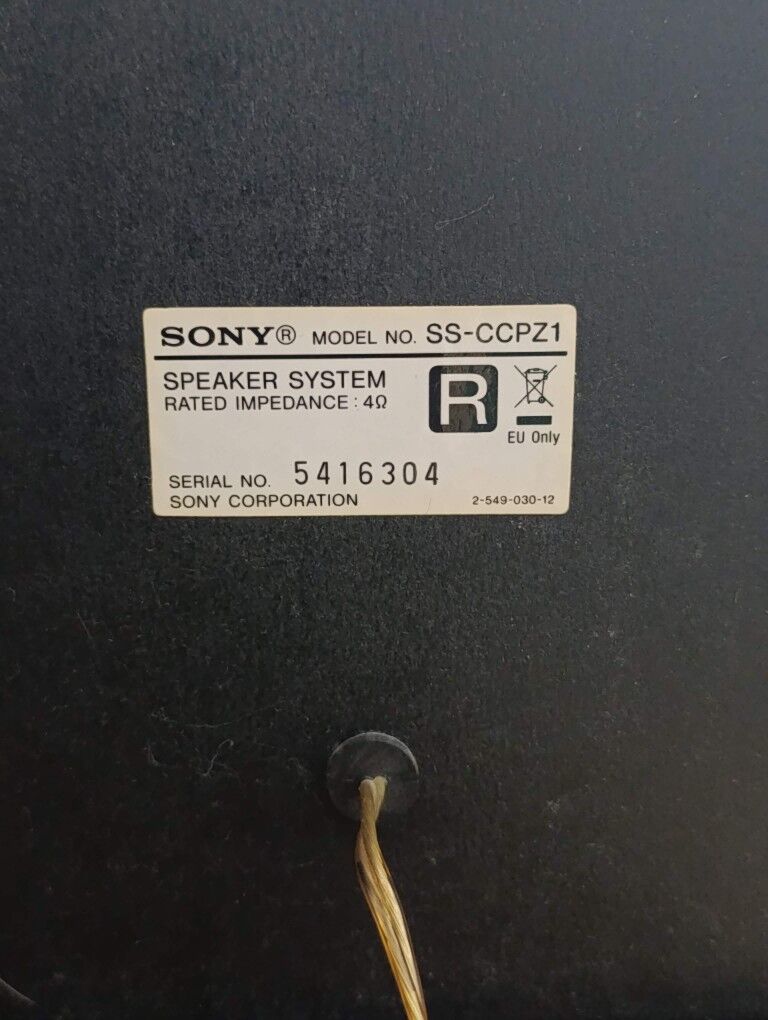 SONY® MODEL NO. SS-CCPZ1
SPEAKER SYSTEM
RATED IMPEDANCE : 4Ω
R
EU Only
SERIAL NO. 5416304
SONY CORPORATION 2-549-030-12